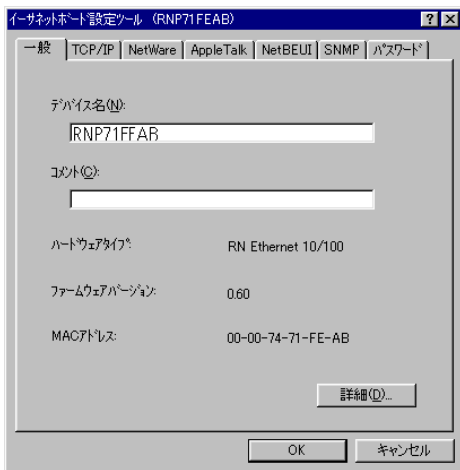 イーサネットボード設定ツール (RNP71FEAB)
一般 TCP/IP NetWare AppleTalk NetBEUI SNMP パスワード
デバイス名(N):
RNP71FFAB
コメント(C):
ハードウェアタイプ: RN Ethernet 10/100
ファームウェアバージョン: 0.60
MACアドレス: 00-00-74-71-FE-AB
詳細(D)...
OK キャンセル